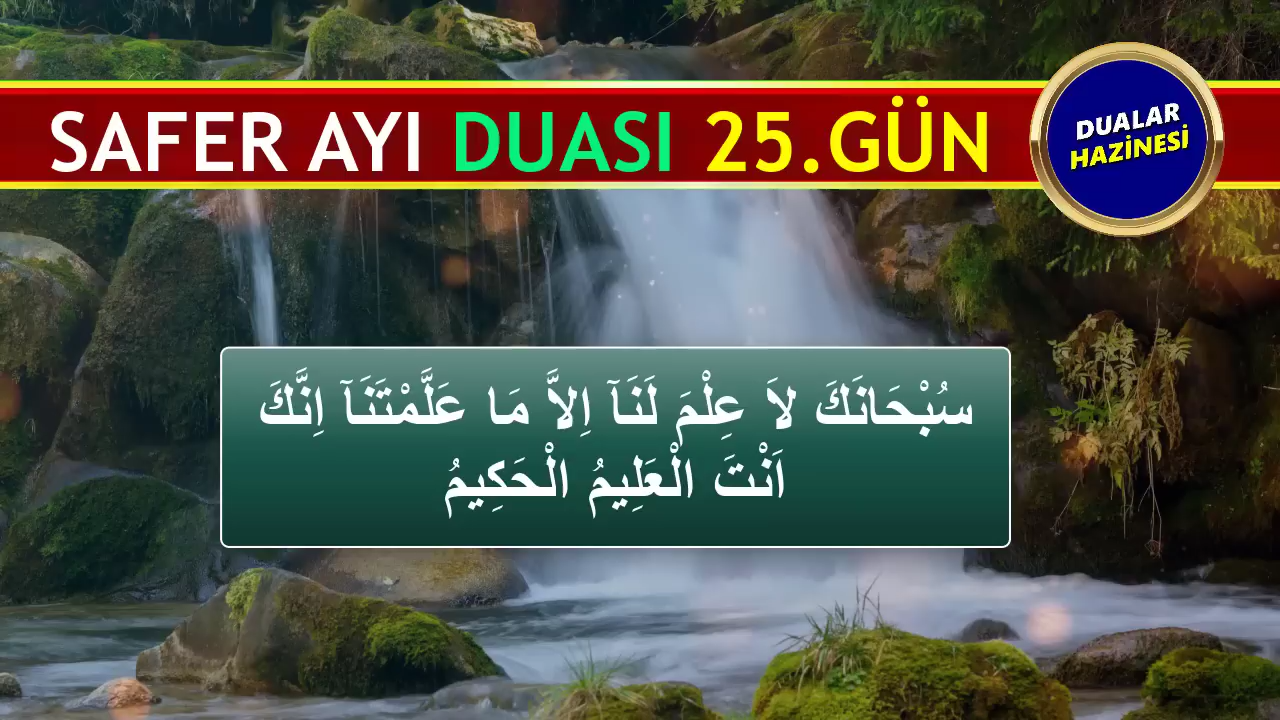 SAFER AYI DUASI 25.GÜN
DUALAR
HAZİNESİ
سُبْحَانَكَ لاَ عِلْمَ لَنَآ اِلاَّ مَا عَلَّمْتَنَآ اِنَّكَ
اَنْتَ الْعَلِيمُ الْحَكِيمُ